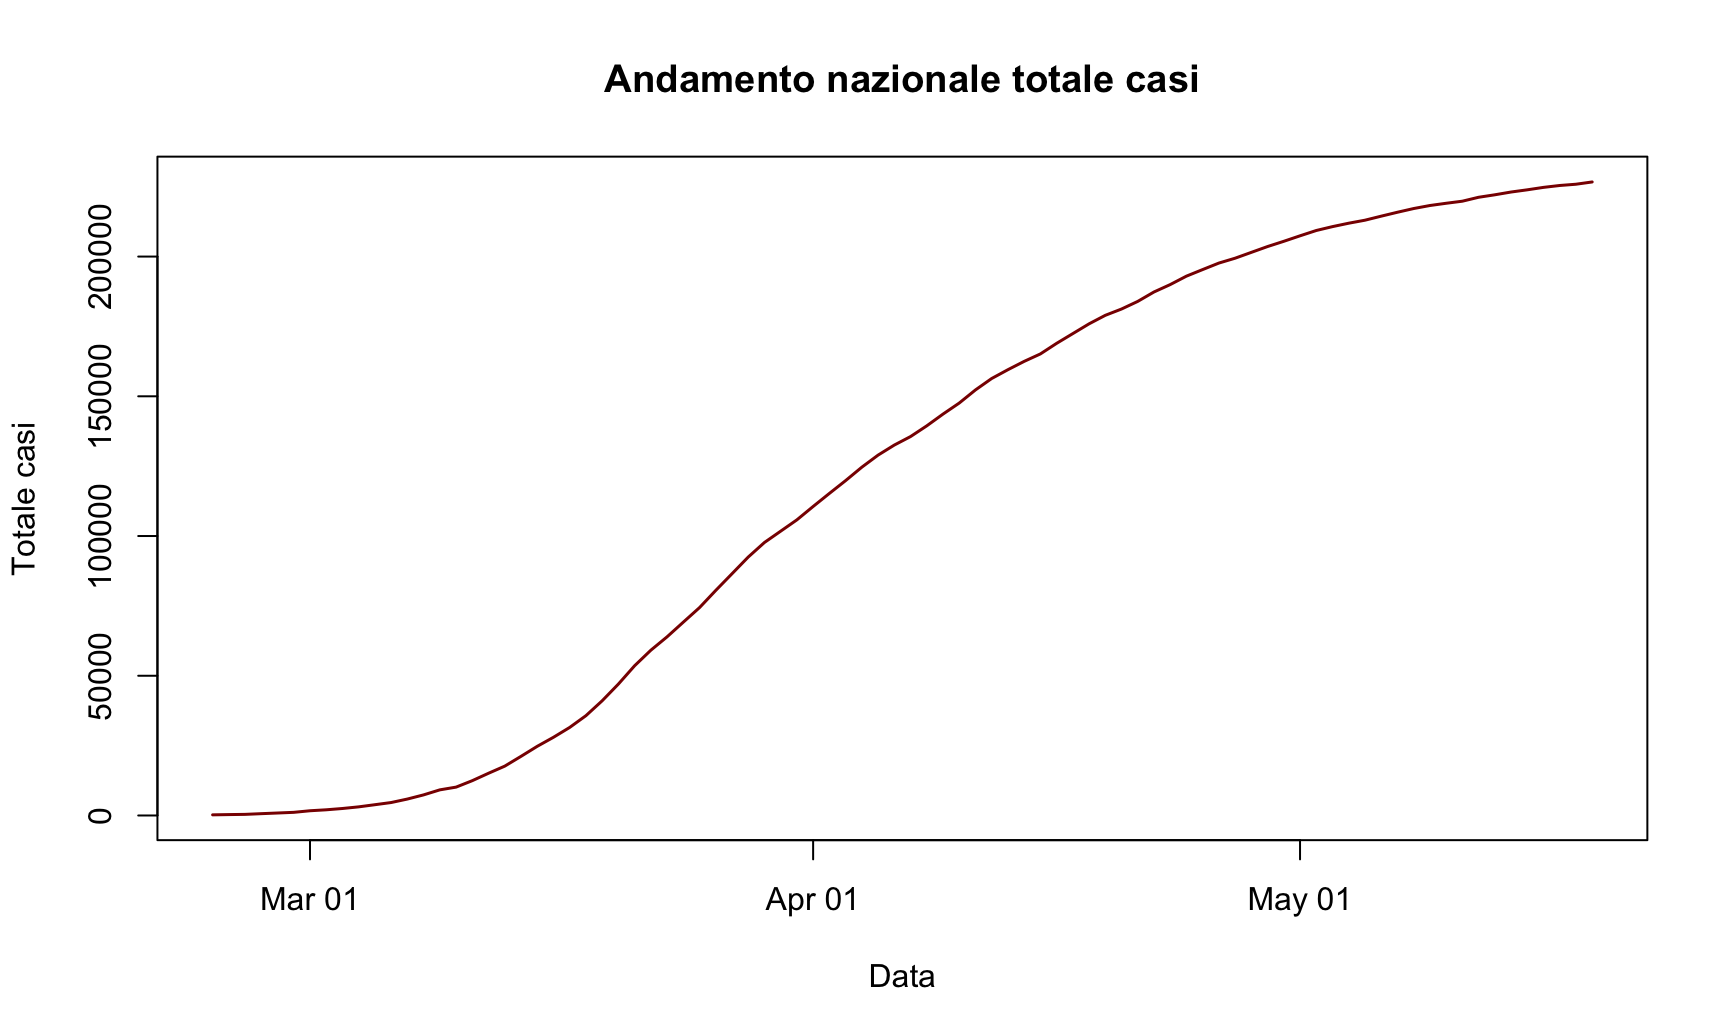 Andamento nazionale totale casi
Totale casi
200000
150000
100000
50000
0
Mar 01
Apr 01
May 01
Data